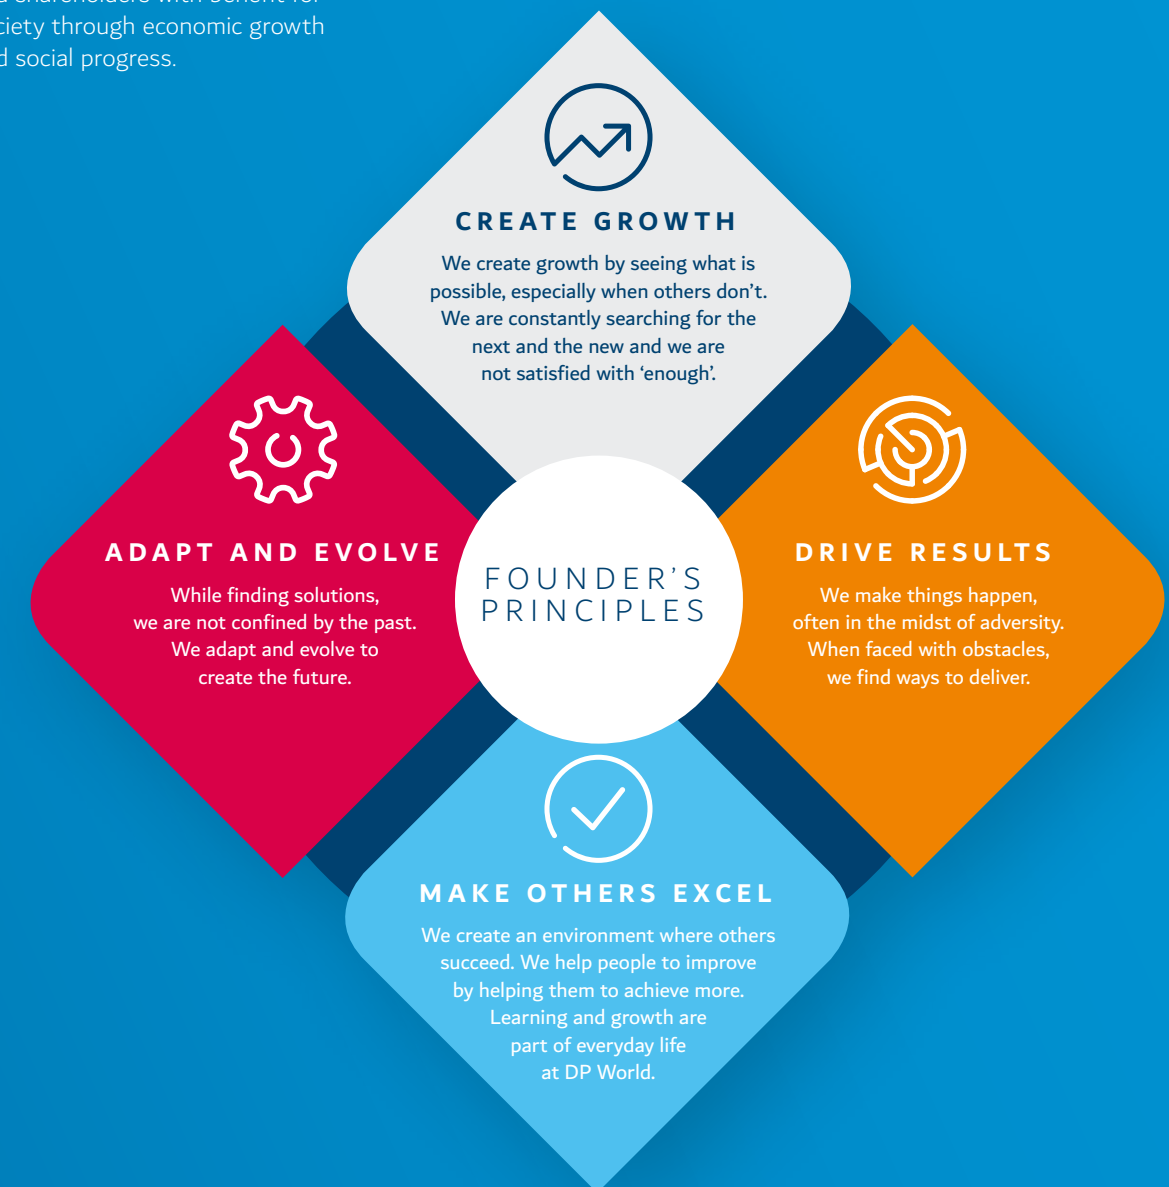 shareholders with benefit for
ciety through economic growth
d social progress.
CREATE GROWTH
We create growth by seeing what is
possible, especially when others don't.
We are constantly searching for the
next and the new and we are
not satisfied with ‘enough’.
ADAPT AND EVOLVE
While finding solutions,
we are not confined by the past.
We adapt and evolve to
create the future.
FOUNDER’S
PRINCIPLES
DRIVE RESULTS
We make things happen,
often in the midst of adversity.
When faced with obstacles,
we find ways to deliver.
MAKE OTHERS EXCEL
We create an environment where others
succeed. We help people to improve
by helping them to achieve more.
Learning and growth are
part of everyday life
at DP World.